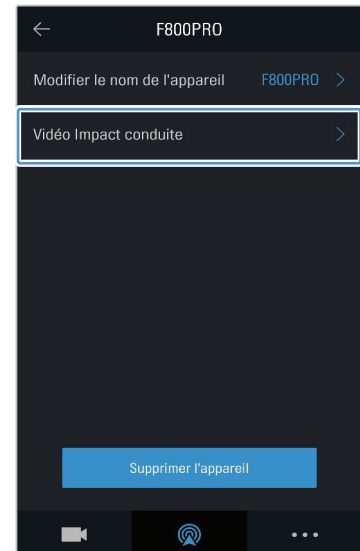 F800PRO
Modifier le nom de l'appareil F800PRO
Vidéo Impact conduite
Supprimer l'appareil